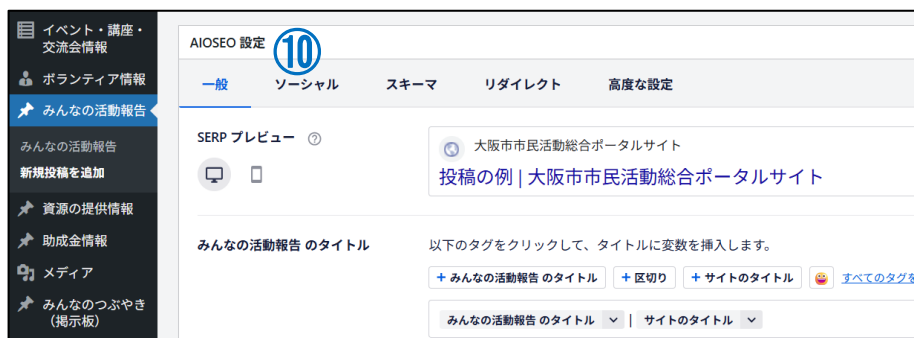 イベント・講座・
交流会情報
ボランティア情報
みんなの活動報告
みんなの活動報告
新規投稿を追加
資源の提供情報
助成金情報
メディア
みんなのつぶやき
（掲示板）
AIOSEO 設定
⑩
一般 ソーシャル スキーマ リダイレクト 高度な設定
SERP プレビュー ?
大阪市市民活動総合ポータルサイト
投稿の例 | 大阪市市民活動総合ポータルサイト
みんなの活動報告 のタイトル
以下のタグをクリックして、タイトルに変数を挿入します。
+ みんなの活動報告 のタイトル + 区切り + サイトのタイトル すべてのタグを
みんなの活動報告 のタイトル | サイトのタイトル